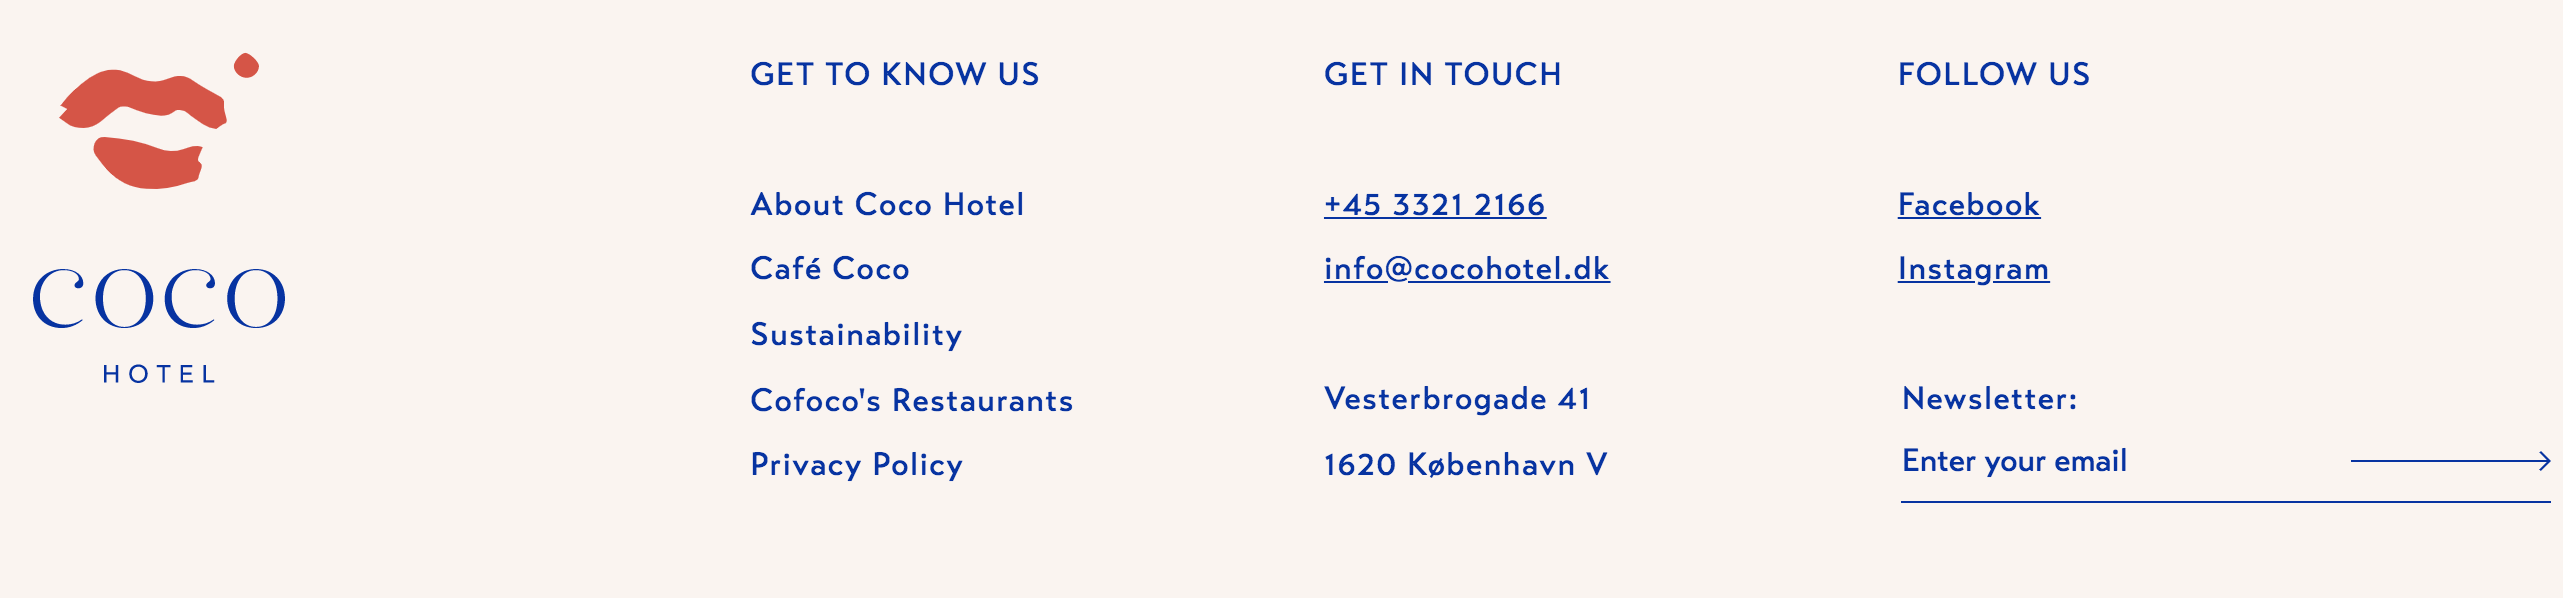 COCO
HOTEL
GET TO KNOW US
About Coco Hotel
Café Coco
Sustainability
Cofoco's Restaurants
Privacy Policy
GET IN TOUCH
+45 3321 2166
info@cocohotel.dk
Vesterbrogade 41
1620 København V
FOLLOW US
Facebook
Instagram
Newsletter:
Enter your email